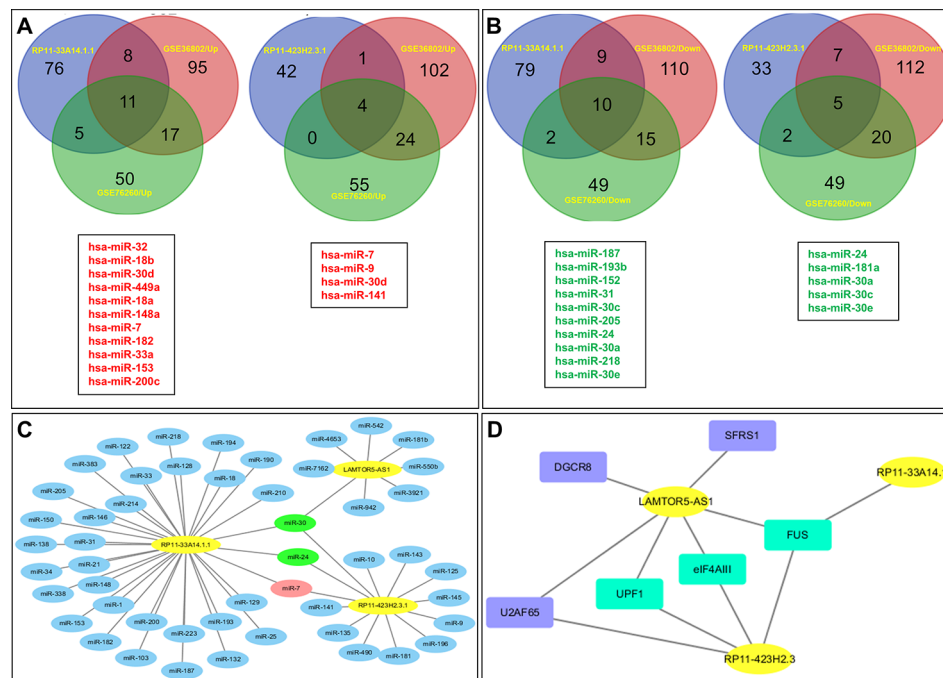 A
RP11-33A14.1.1
GSE36802/Up
76
8
95
11
5
17
50
GSE76260/Up
RP11-423H2.3.1
GSE36802/Up
42
1
102
4
0
24
55
GSE76260/Up
hsa-miR-32
hsa-miR-18b
hsa-miR-30d
hsa-miR-449a
hsa-miR-18a
hsa-miR-148a
hsa-miR-7
hsa-miR-182
hsa-miR-33a
hsa-miR-153
hsa-miR-200c
hsa-miR-7
hsa-miR-9
hsa-miR-30d
hsa-miR-141
B
RP11-33A14.1.1
GSE36802/Down
79
9
110
10
2
15
49
GSE76260/Down
RP11-423H2.3.1
GSE36802/Down
33
7
112
5
2
20
49
GSE76260/Down
hsa-miR-187
hsa-miR-193b
hsa-miR-152
hsa-miR-31
hsa-miR-30c
hsa-miR-205
hsa-miR-24
hsa-miR-30a
hsa-miR-218
hsa-miR-30e
hsa-miR-24
hsa-miR-181a
hsa-miR-30a
hsa-miR-30c
hsa-miR-30e
C
miR-218
miR-122
miR-194
miR-383
miR-128
miR-190
miR-33
miR-18
miR-205
miR-210
miR-214
miR-150
miR-146
miR-138
miR-31
RP11-33A14.1.1
miR-34
miR-21
miR-338
miR-148
miR-1
miR-129
miR-153
miR-200
miR-193
miR-182
miR-223
miR-25
miR-103
miR-132
miR-187
miR-542
miR-4653
miR-181b
miR-7162
LAMTOR5-AS1
miR-550b
miR-3921
miR-942
miR-30
miR-24
miR-7
miR-143
miR-10
miR-125
miR-145
miR-141
RP11-423H2.3.1
miR-9
miR-135
miR-196
miR-490
miR-181
D
SFRS1
DGCR8
RP11-33A14.1
LAMTOR5-AS1
FUS
eIF4AIII
UPF1
U2AF65
RP11-423H2.3